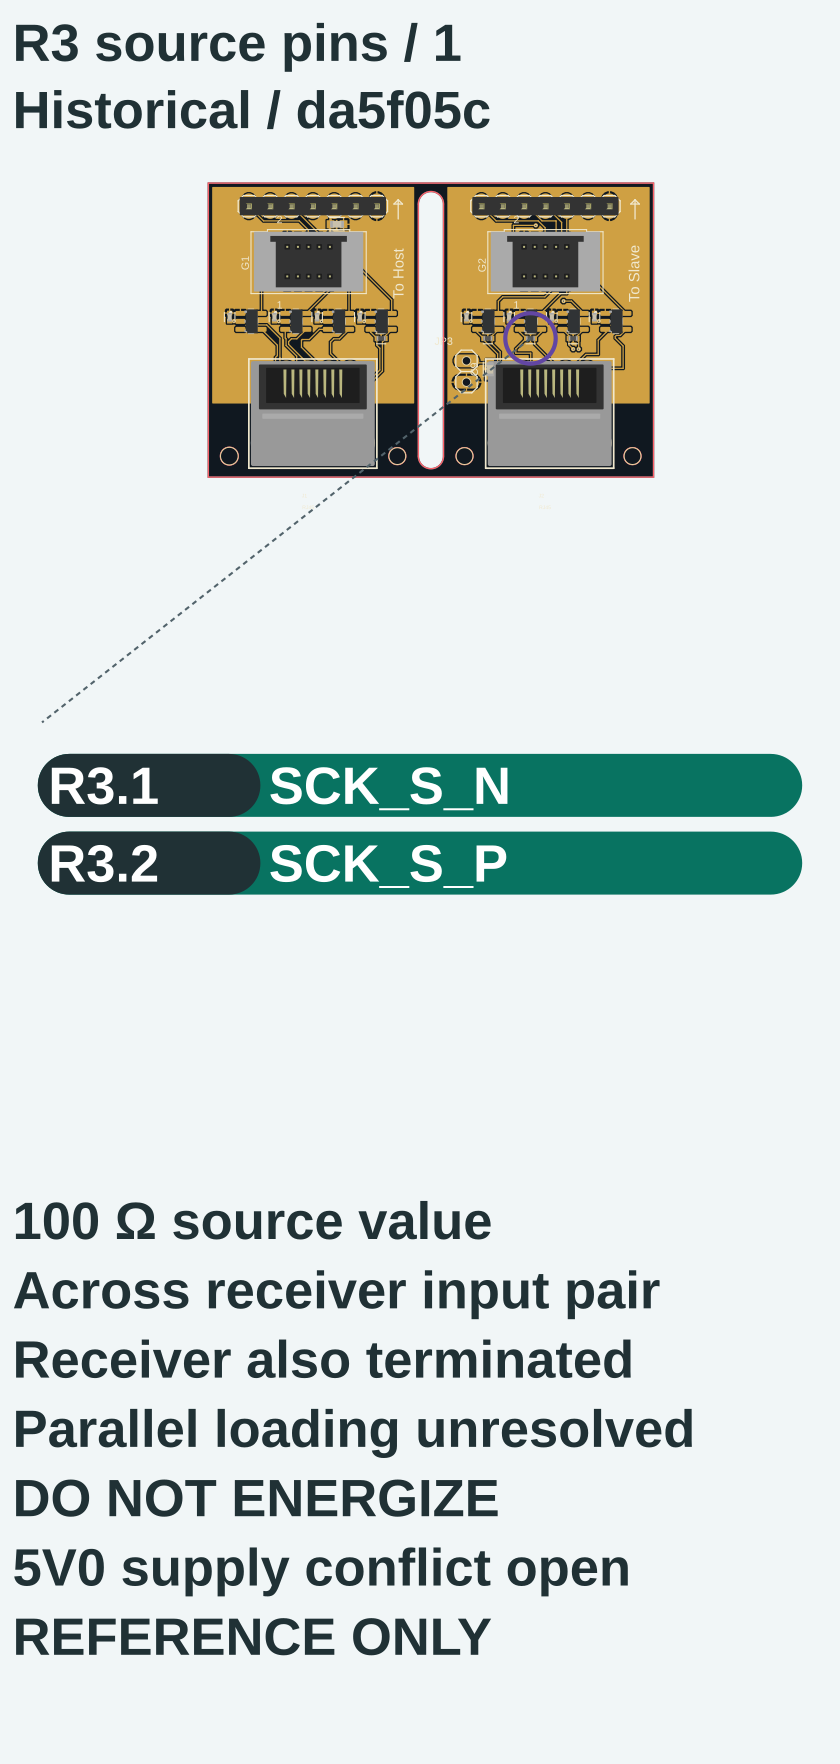 R3 source pins / 1
Historical / da5f05c
G1
To Host
1
G2
To Slave
1
R3.1 SCK_S_N
R3.2 SCK_S_P
100 Ω source value
Across receiver input pair
Receiver also terminated
Parallel loading unresolved
DO NOT ENERGIZE
5V0 supply conflict open
REFERENCE ONLY